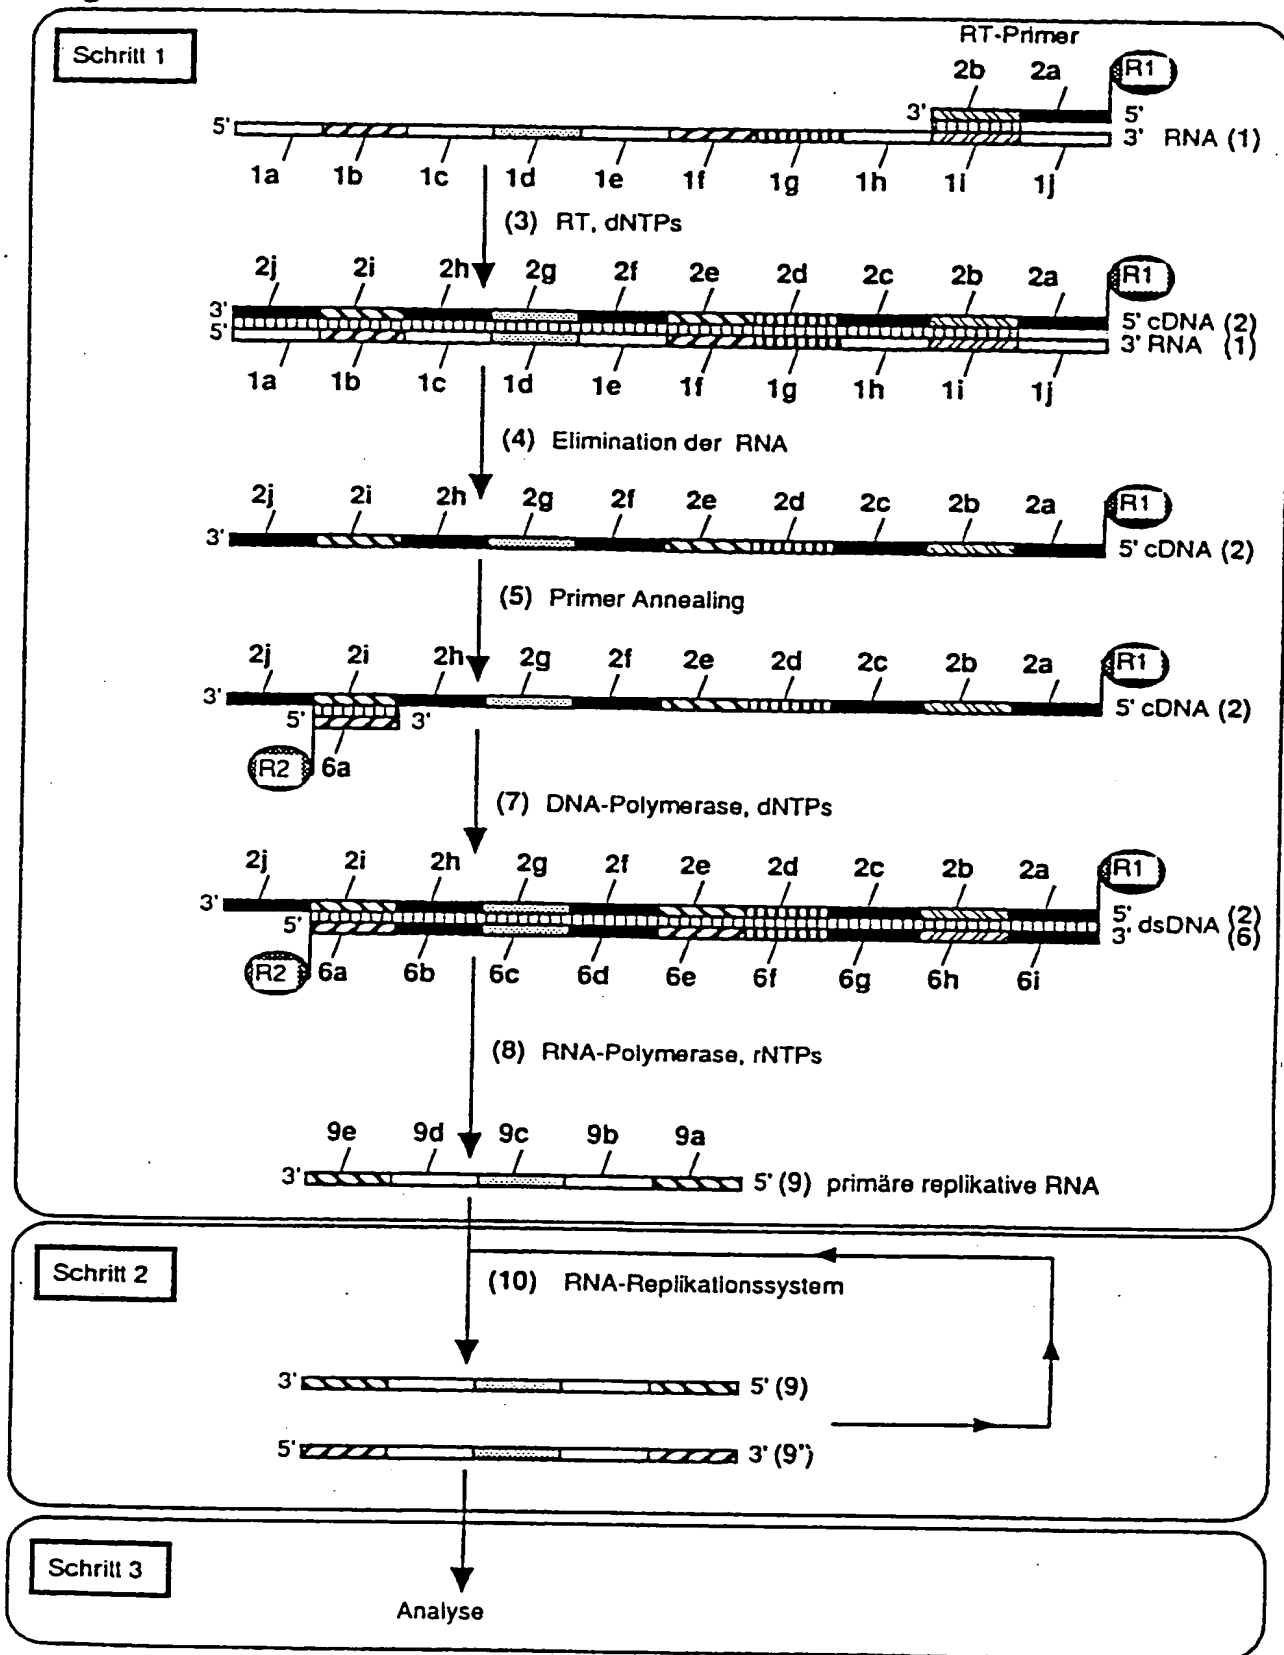 Schritt 1
RT-Primer
2b 2a R1
3' 5'
5' 3' RNA (1)
1a 1b 1c 1d 1e 1f 1g 1h 1i 1j
(3) RT, dNTPs
2j 2i 2h 2g 2f 2e 2d 2c 2b 2a R1
3' 5' cDNA (2)
5' 3' RNA (1)
1a 1b 1c 1d 1e 1f 1g 1h 1i 1j
(4) Elimination der RNA
2j 2i 2h 2g 2f 2e 2d 2c 2b 2a R1
3' 5' cDNA (2)
(5) Primer Annealing
2j 2i 2h 2g 2f 2e 2d 2c 2b 2a R1
3' 5' cDNA (2)
5' 3'
R2 6a
(7) DNA-Polymerase, dNTPs
2j 2i 2h 2g 2f 2e 2d 2c 2b 2a R1
3' 5' dsDNA (2)
5' 3' (6)
R2 6a 6b 6c 6d 6e 6f 6g 6h 6i
(8) RNA-Polymerase, rNTPs
9e 9d 9c 9b 9a
3' 5' (9) primäre replikative RNA
Schritt 2
(10) RNA-Replikationssystem
3' 5' (9)
5' 3' (9')
Schritt 3
Analyse